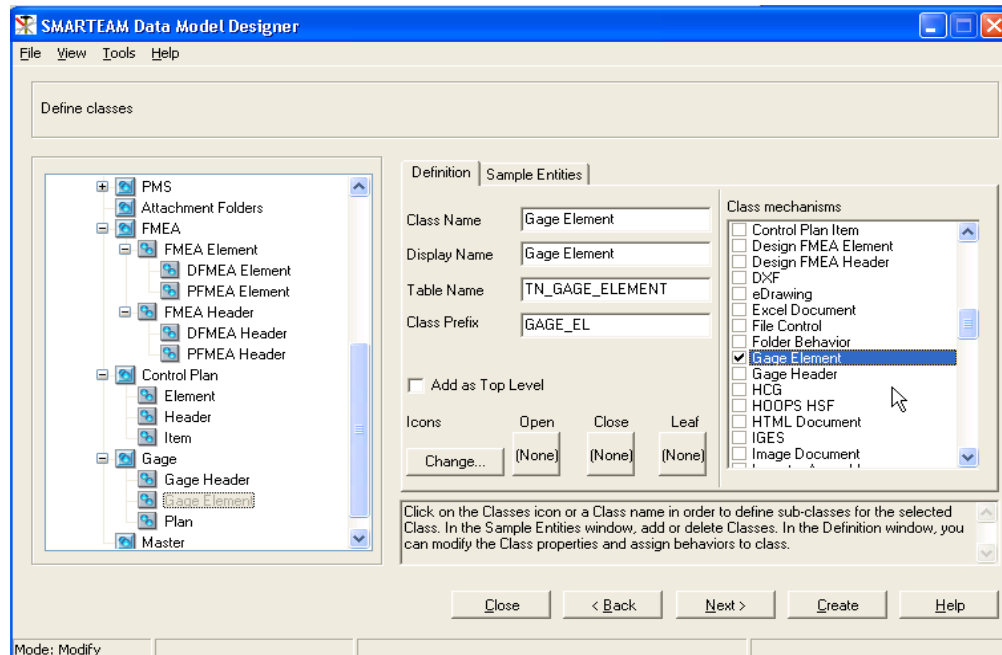 SMARTEAM Data Model Designer
File View Tools Help
Define classes
PMS
Attachment Folders
FMEA
FMEA Element
DFMEA Element
PFMEA Element
FMEA Header
DFMEA Header
PFMEA Header
Control Plan
Element
Header
Item
Gage
Gage Header
Gage Element
Plan
Master
Definition
Sample Entities
Class Name
Gage Element
Display Name
Gage Element
Table Name
TN_GAGE_ELEMENT
Class Prefix
GAGE_EL
Add as Top Level
Icons
Open
Close
Leaf
Change...
(None)
(None)
(None)
Class mechanisms
Control Plan Item
Design FMEA Element
Design FMEA Header
DXF
eDrawing
Excel Document
File Control
Folder Behavior
Gage Element
Gage Header
HCG
HOOPS HSF
HTML Document
IGES
Image Document
Click on the Classes icon or a Class name in order to define sub-classes for the selected
Class. In the Sample Entities window, add or delete Classes. In the Definition window, you
can modify the Class properties and assign behaviors to class.
Close
< Back
Next >
Create
Help
Mode: Modify